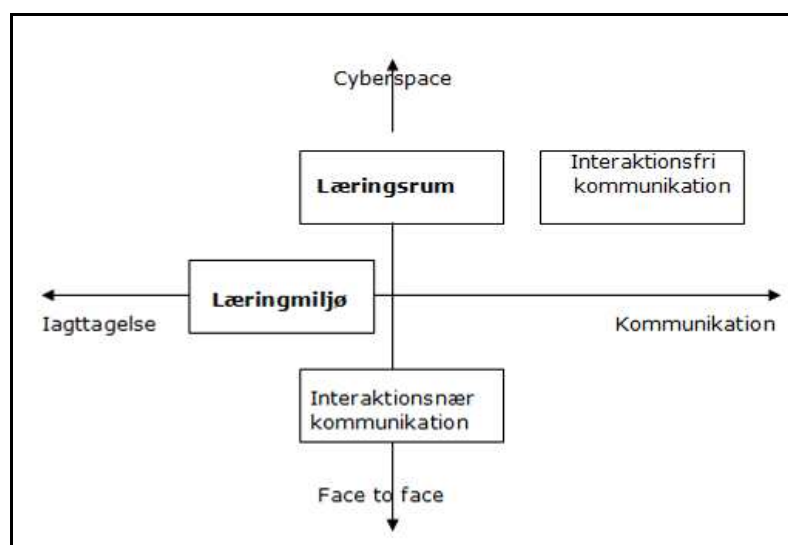 Cyberspace
Læringsrum
Interaktionsfri
kommunikation
Læringmiljø
Iagttagelse
Kommunikation
Interaktionsnær
kommunikation
Face to face